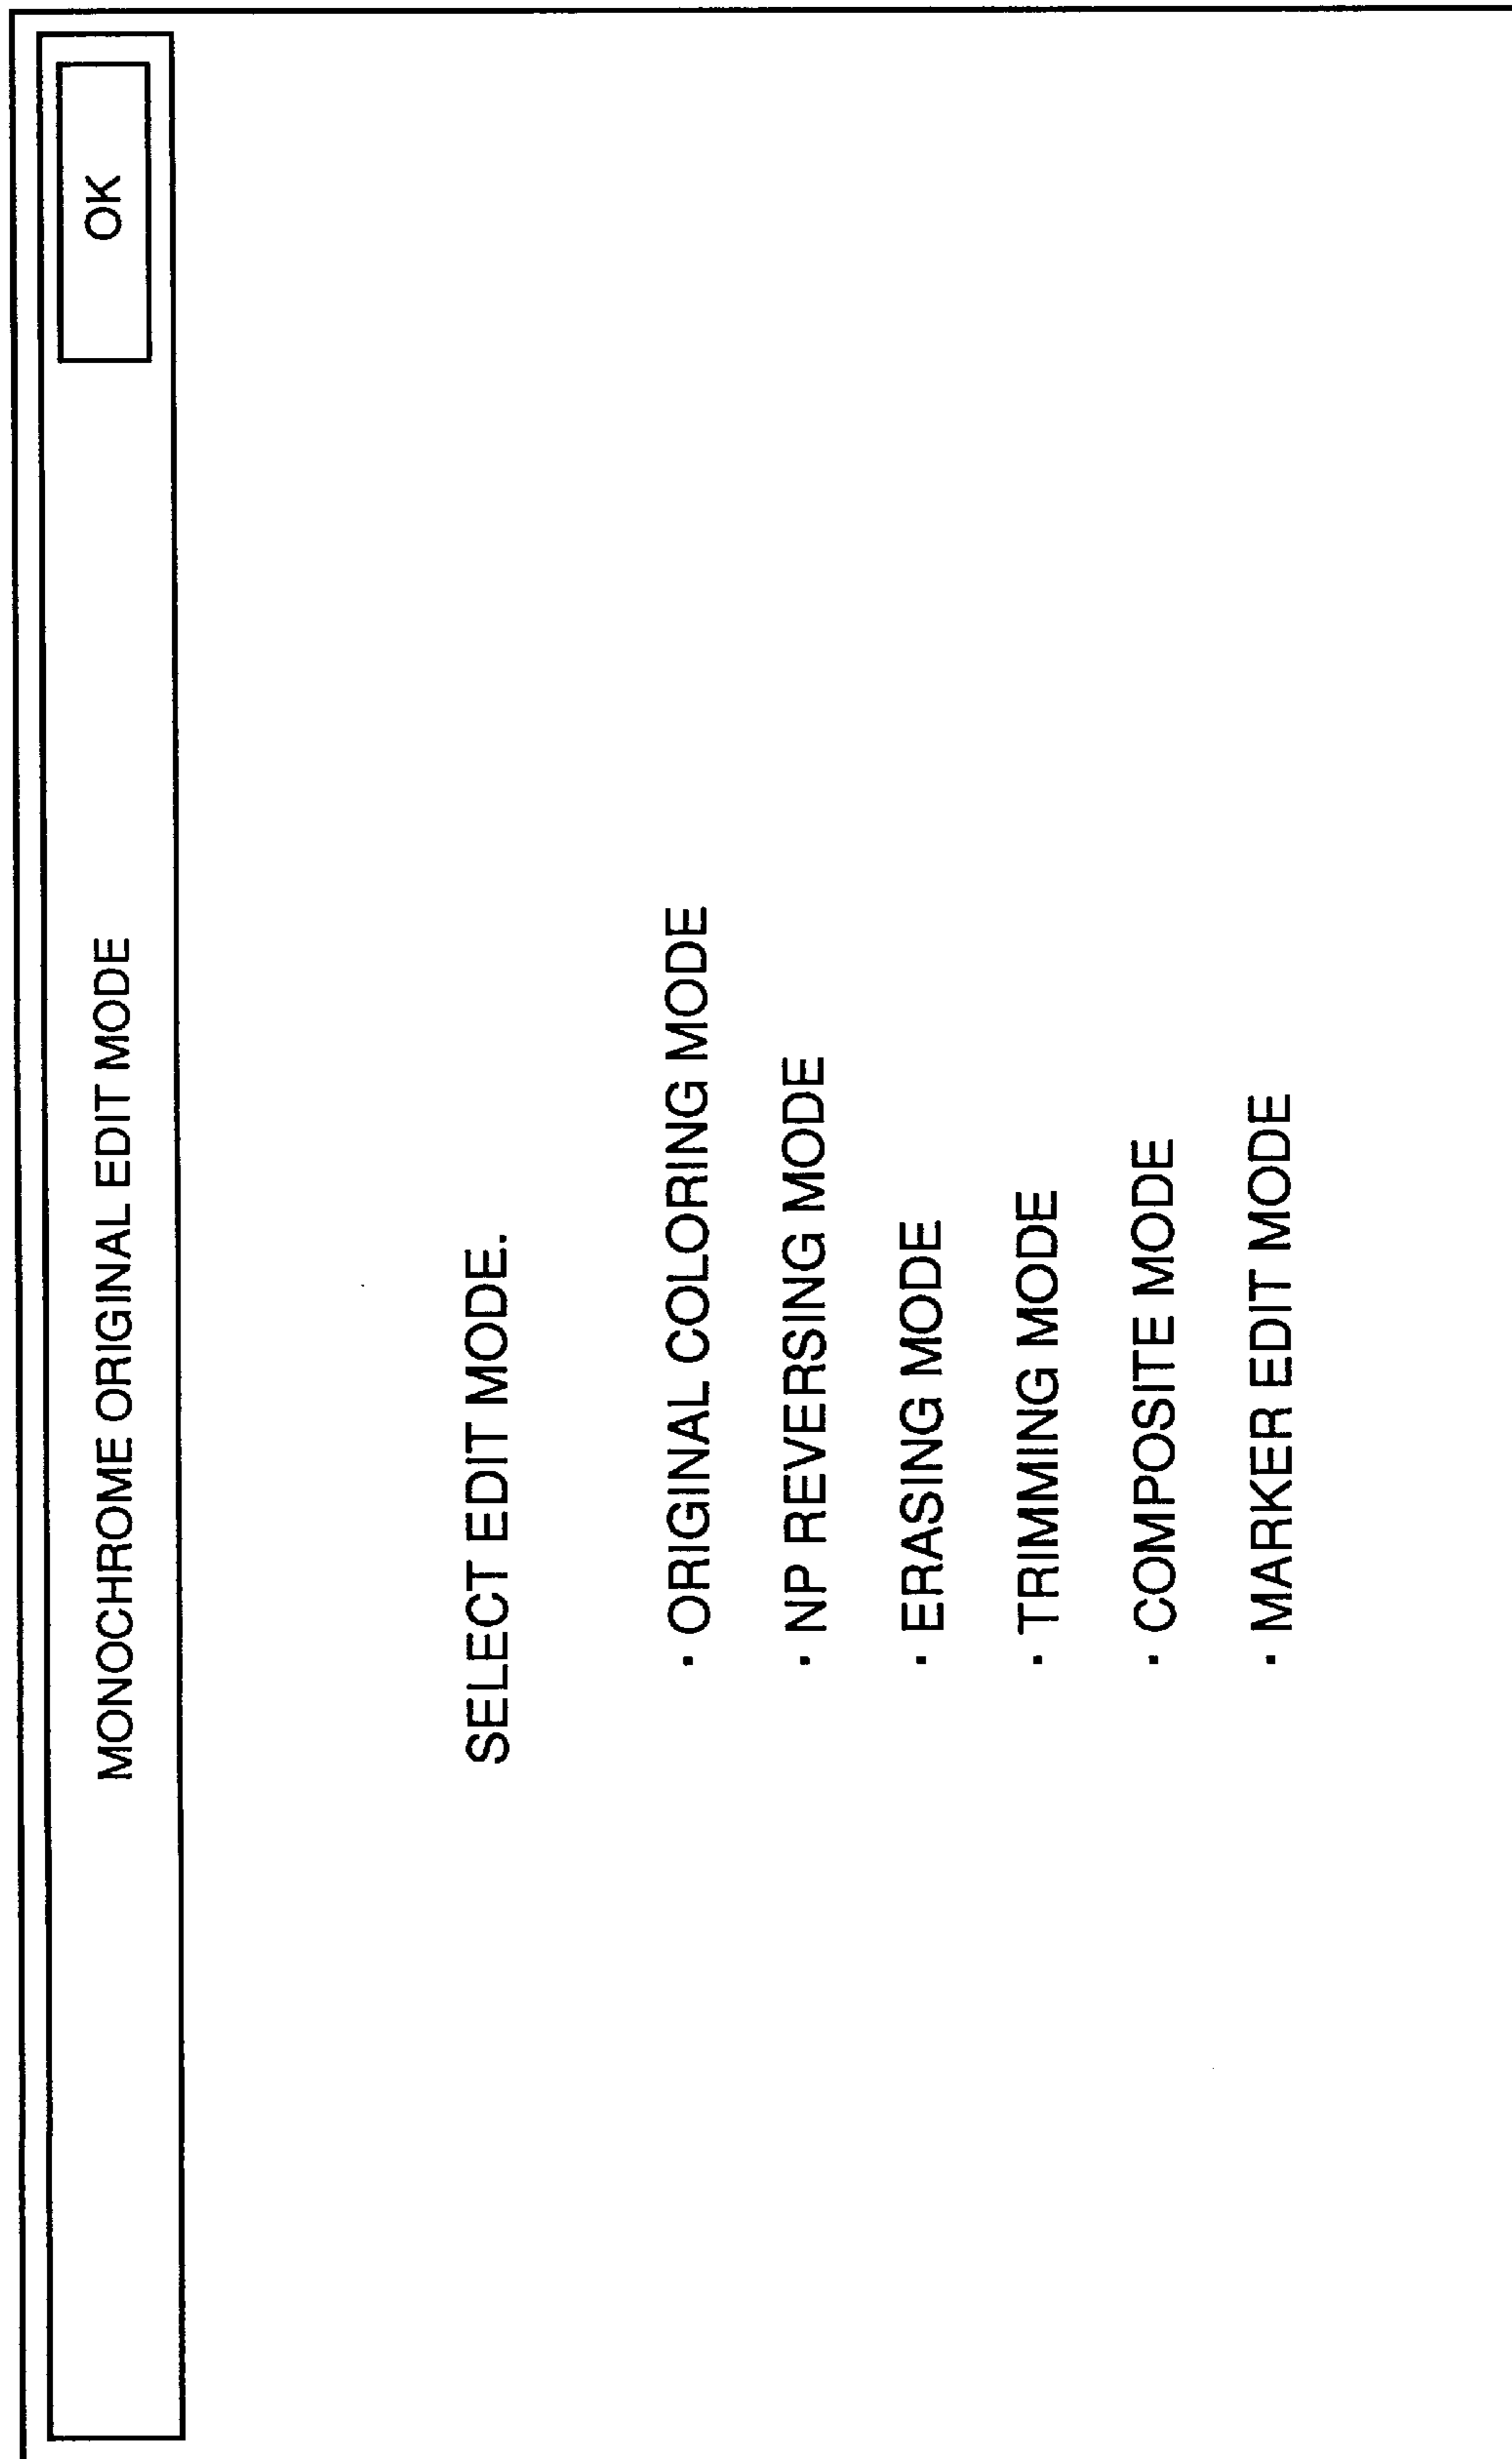 MONOCHROME ORIGINAL EDIT MODE
OK
SELECT EDIT MODE.
· ORIGINAL COLORING MODE
· NP REVERSING MODE
· ERASING MODE
· TRIMMING MODE
· COMPOSITE MODE
· MARKER EDIT MODE